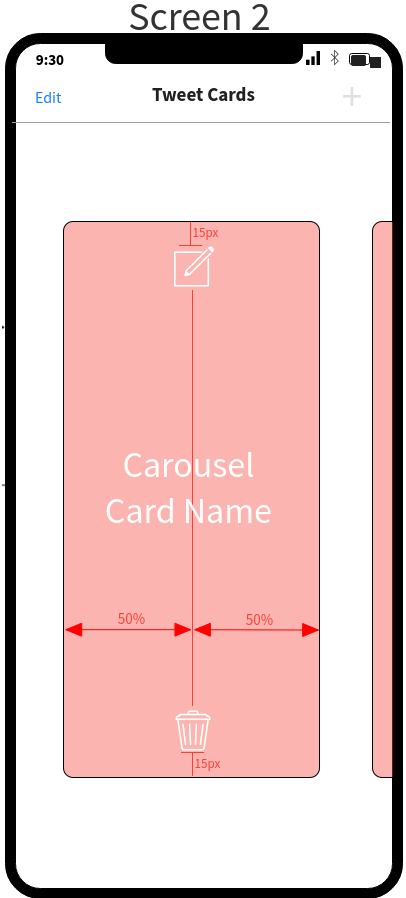 Screen 2
9:30
Edit
Tweet Cards
15px
Carousel
Card Name
50%
50%
15px